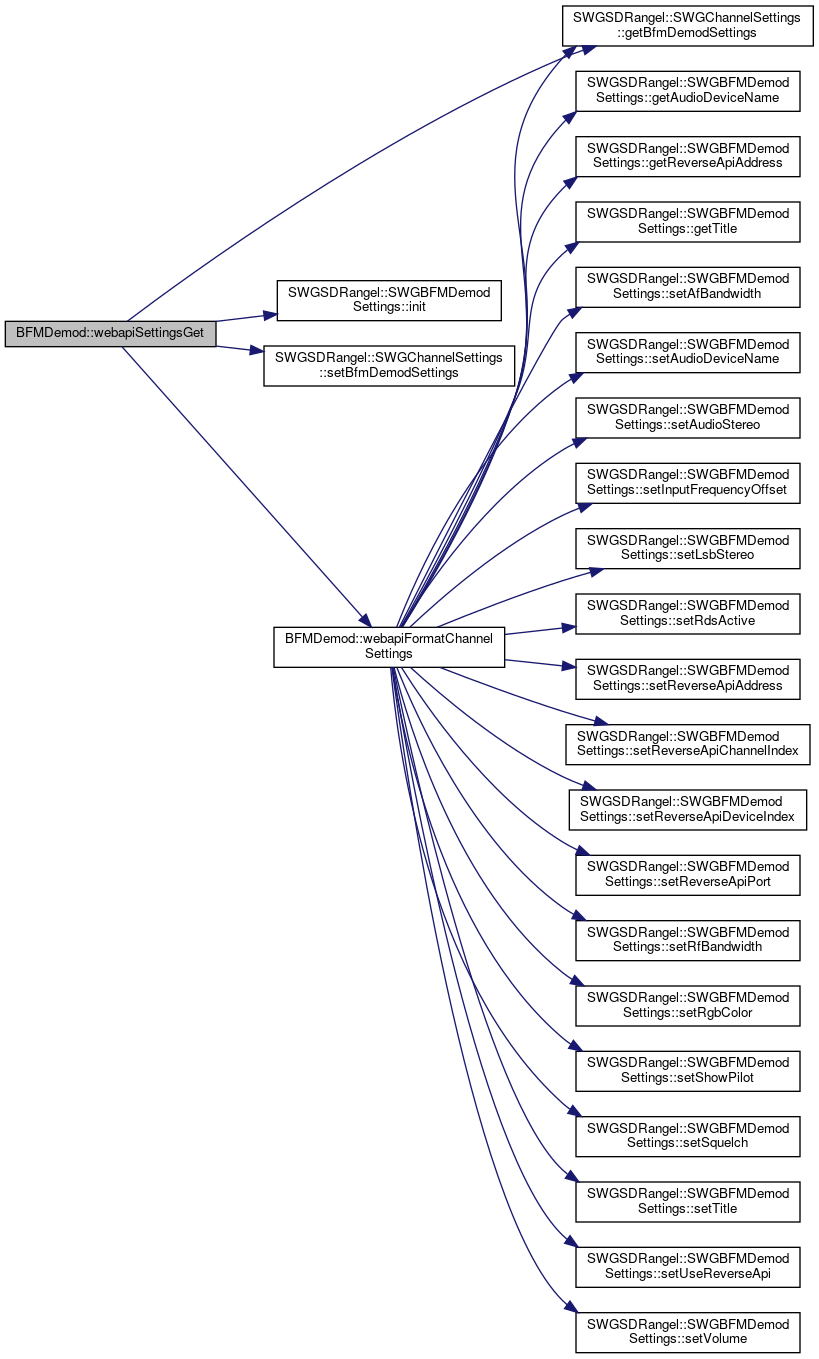 SWGSDRangel::SWGChannelSettings
::getBfmDemodSettings
SWGSDRangel::SWGBFMDemod
Settings::getAudioDeviceName
SWGSDRangel::SWGBFMDemod
Settings::getReverseApiAddress
SWGSDRangel::SWGBFMDemod
Settings::getTitle
SWGSDRangel::SWGBFMDemod
Settings::setAfBandwidth
SWGSDRangel::SWGBFMDemod
Settings::init
BFMDemod::webapiSettingsGet
SWGSDRangel::SWGChannelSettings
::setBfmDemodSettings
SWGSDRangel::SWGBFMDemod
Settings::setAudioDeviceName
SWGSDRangel::SWGBFMDemod
Settings::setAudioStereo
SWGSDRangel::SWGBFMDemod
Settings::setInputFrequencyOffset
SWGSDRangel::SWGBFMDemod
Settings::setLsbStereo
SWGSDRangel::SWGBFMDemod
Settings::setRdsActive
BFMDemod::webapiFormatChannel
Settings
SWGSDRangel::SWGBFMDemod
Settings::setReverseApiAddress
SWGSDRangel::SWGBFMDemod
Settings::setReverseApiChannelIndex
SWGSDRangel::SWGBFMDemod
Settings::setReverseApiDeviceIndex
SWGSDRangel::SWGBFMDemod
Settings::setReverseApiPort
SWGSDRangel::SWGBFMDemod
Settings::setRfBandwidth
SWGSDRangel::SWGBFMDemod
Settings::setRgbColor
SWGSDRangel::SWGBFMDemod
Settings::setShowPilot
SWGSDRangel::SWGBFMDemod
Settings::setSquelch
SWGSDRangel::SWGBFMDemod
Settings::setTitle
SWGSDRangel::SWGBFMDemod
Settings::setUseReverseApi
SWGSDRangel::SWGBFMDemod
Settings::setVolume